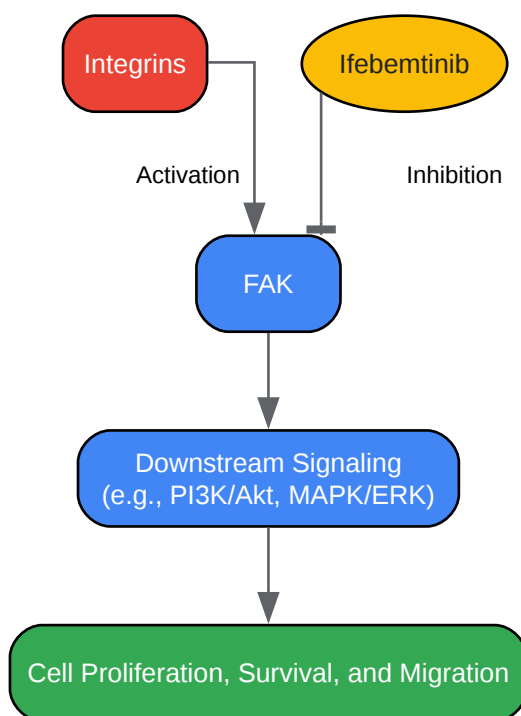 Integrins
Ifebemtinib
Activation
Inhibition
FAK
Downstream Signaling
(e.g., PI3K/Akt, MAPK/ERK)
Cell Proliferation, Survival, and Migration